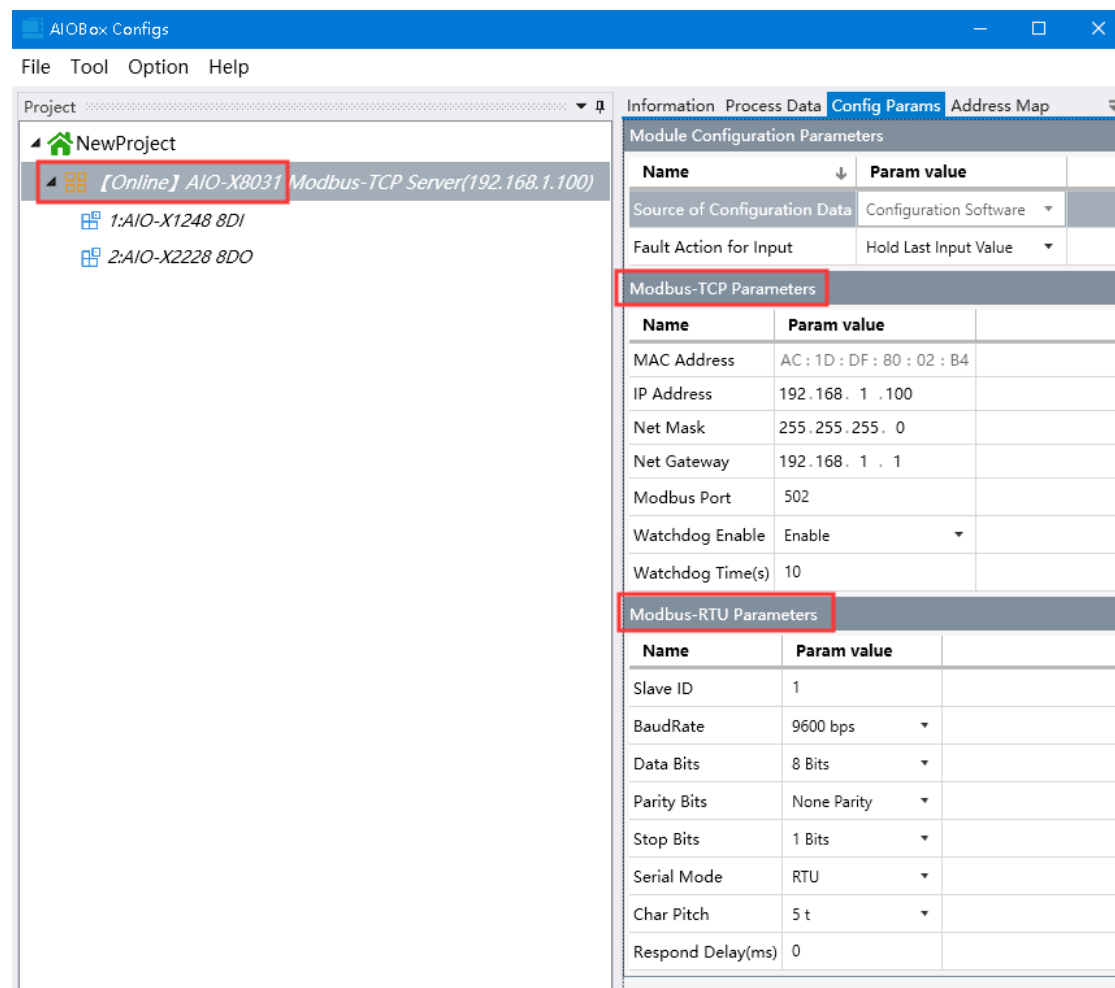 AIOBox Configs
File Tool Option Help
Project
NewProject
【Online】AIO-X8031 Modbus-TCP Server(192.168.1.100)
1:AIO-X1248 8DI
2:AIO-X2228 8DO
Information Process Data Config Params Address Map
Module Configuration Parameters
Name Param value
Source of Configuration Data Configuration Software
Fault Action for Input Hold Last Input Value
Modbus-TCP Parameters
Name Param value
MAC Address AC : 1D : DF : 80 : 02 : B4
IP Address 192.168. 1 .100
Net Mask 255.255.255. 0
Net Gateway 192.168. 1 . 1
Modbus Port 502
Watchdog Enable Enable
Watchdog Time(s) 10
Modbus-RTU Parameters
Name Param value
Slave ID 1
BaudRate 9600 bps
Data Bits 8 Bits
Parity Bits None Parity
Stop Bits 1 Bits
Serial Mode RTU
Char Pitch 5 t
Respond Delay(ms) 0